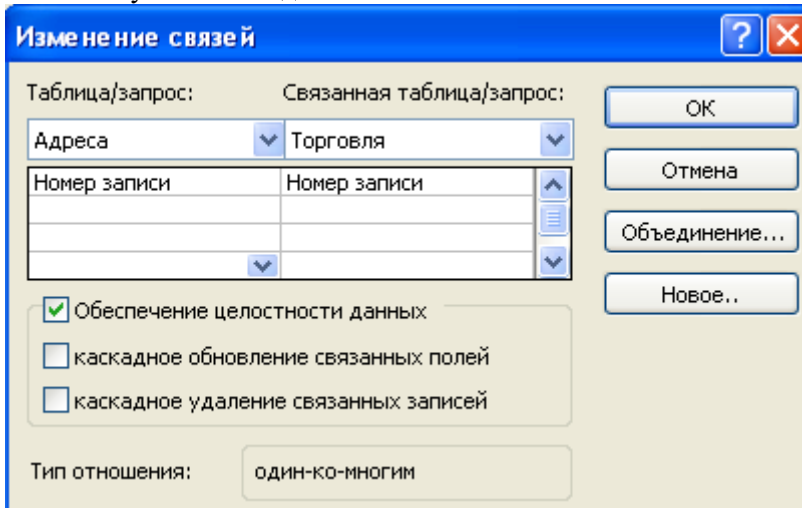 Изменение связей
Таблица/запрос: Связанная таблица/запрос:
Адреса Торговля
Номер записи Номер записи
ОК
Отмена
Объединение...
Новое..
Обеспечение целостности данных
каскадное обновление связанных полей
каскадное удаление связанных записей
Тип отношения: один-ко-многим